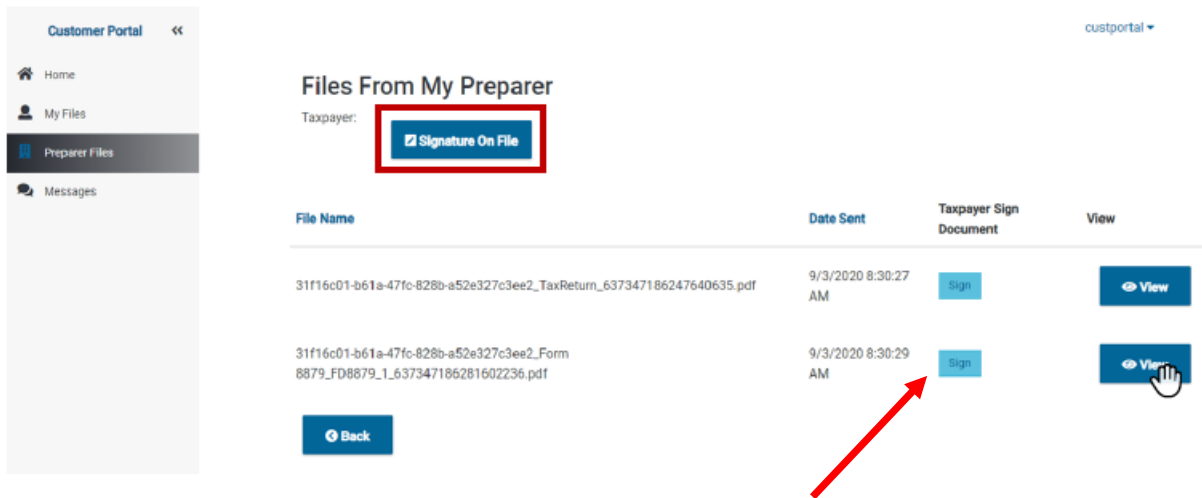 Customer Portal
custportal
Home
My Files
Preparer Files
Messages
Files From My Preparer
Taxpayer:
Signature On File
File Name
Date Sent
Taxpayer Sign
Document
View
31f16c01-b61a-47fc-828b-a52e327c3ee2_TaxReturn_637347186247640635.pdf
9/3/2020 8:30:27
AM
Sign
View
31f16c01-b61a-47fc-828b-a52e327c3ee2_Form
8879_FD8879_1_637347186281602236.pdf
9/3/2020 8:30:29
AM
Sign
View
Back